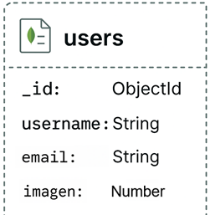 users
_id: ObjectId
username: String
email: String
imagen: Number